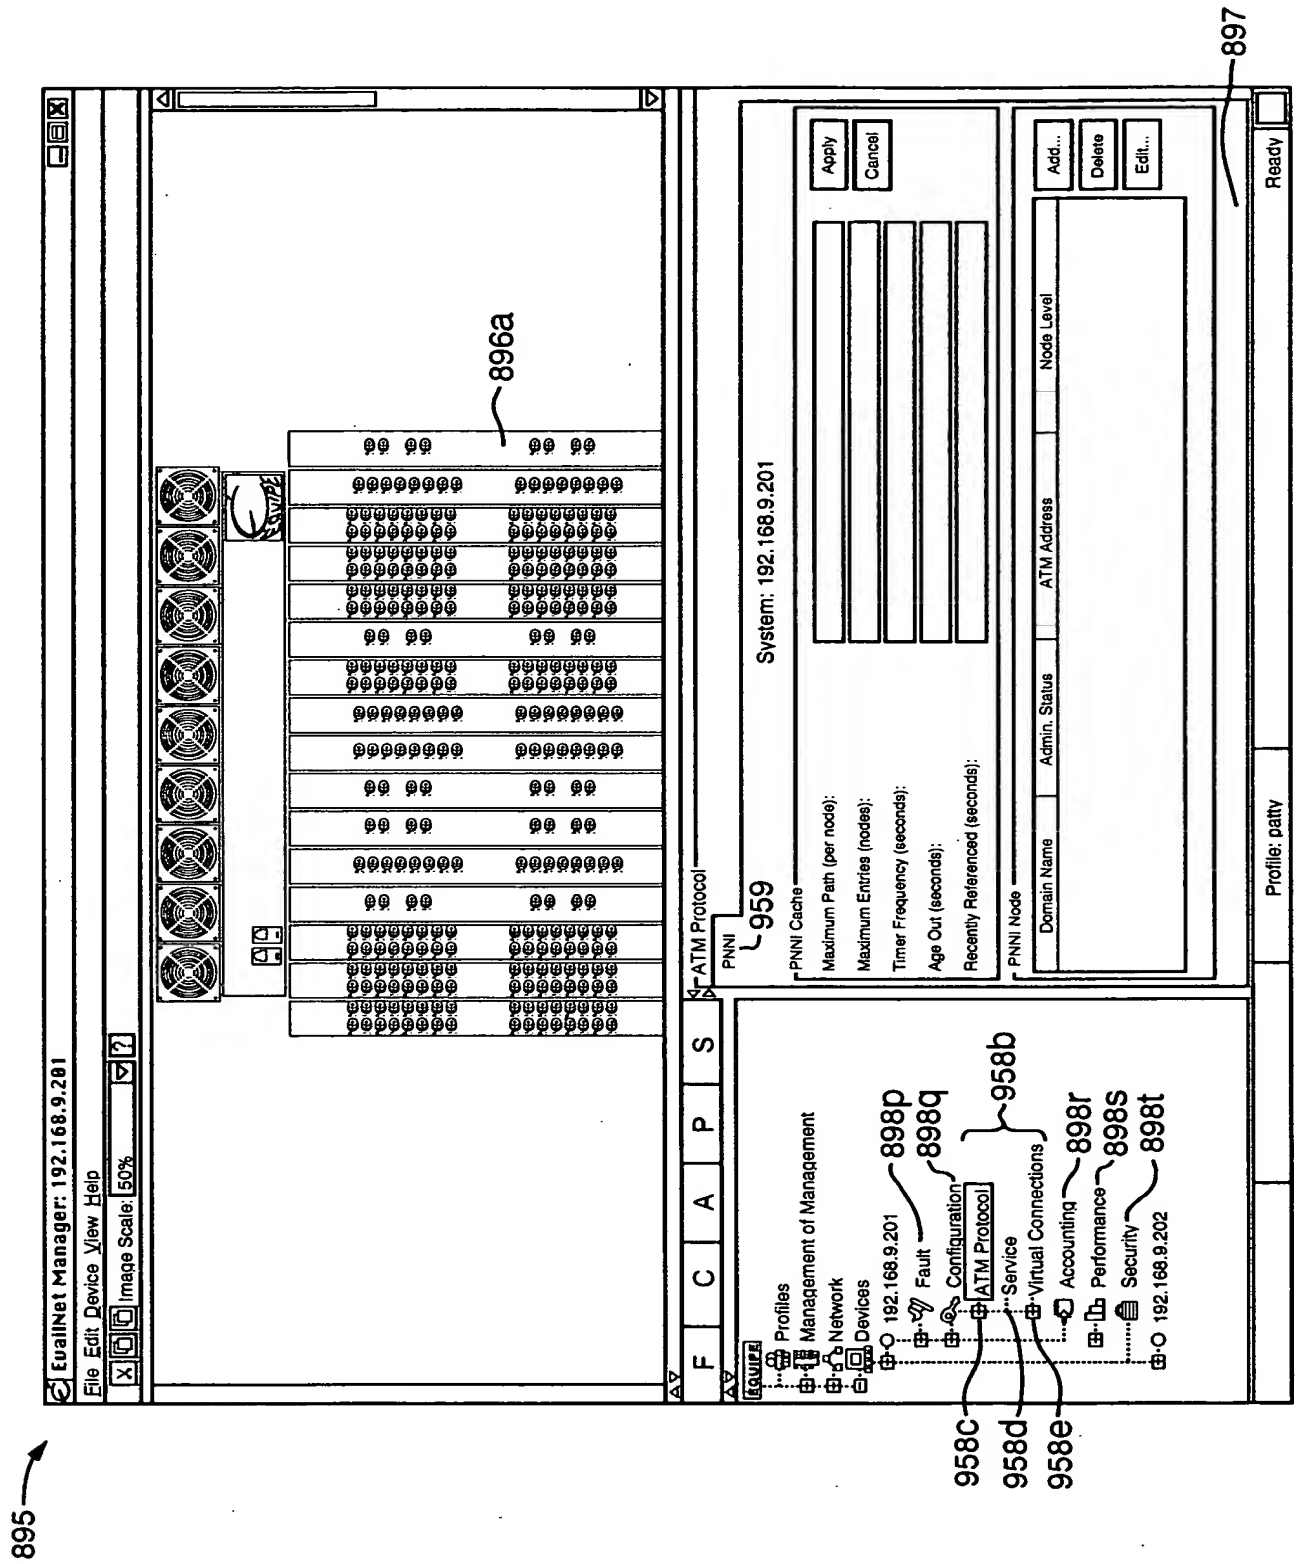 895
EuailNet Manager: 192.168.9.201
File Edit Device View Help
X ? Image Scale: 50%
896a
F C A P S
EQUIPE
Profiles
Management of Management
Network
Devices
192.168.9.201
Fault
898p
Configuration
898q
ATM Protocol
958c
Service
958d
958b
Virtual Connections
958e
Accounting
898r
Performance
898s
Security
898t
192.168.9.202
ATM Protocol
PNNI
959
System: 192.168.9.201
PNNI Cache
Maximum Path (per node):
Maximum Entries (nodes):
Timer Frequency (seconds):
Age Out (seconds):
Recently Referenced (seconds):
Apply
Cancel
PNNI Node
Domain Name Admin. Status ATM Address Node Level
Add...
Delete
Edit...
897
Profile: patty
Ready